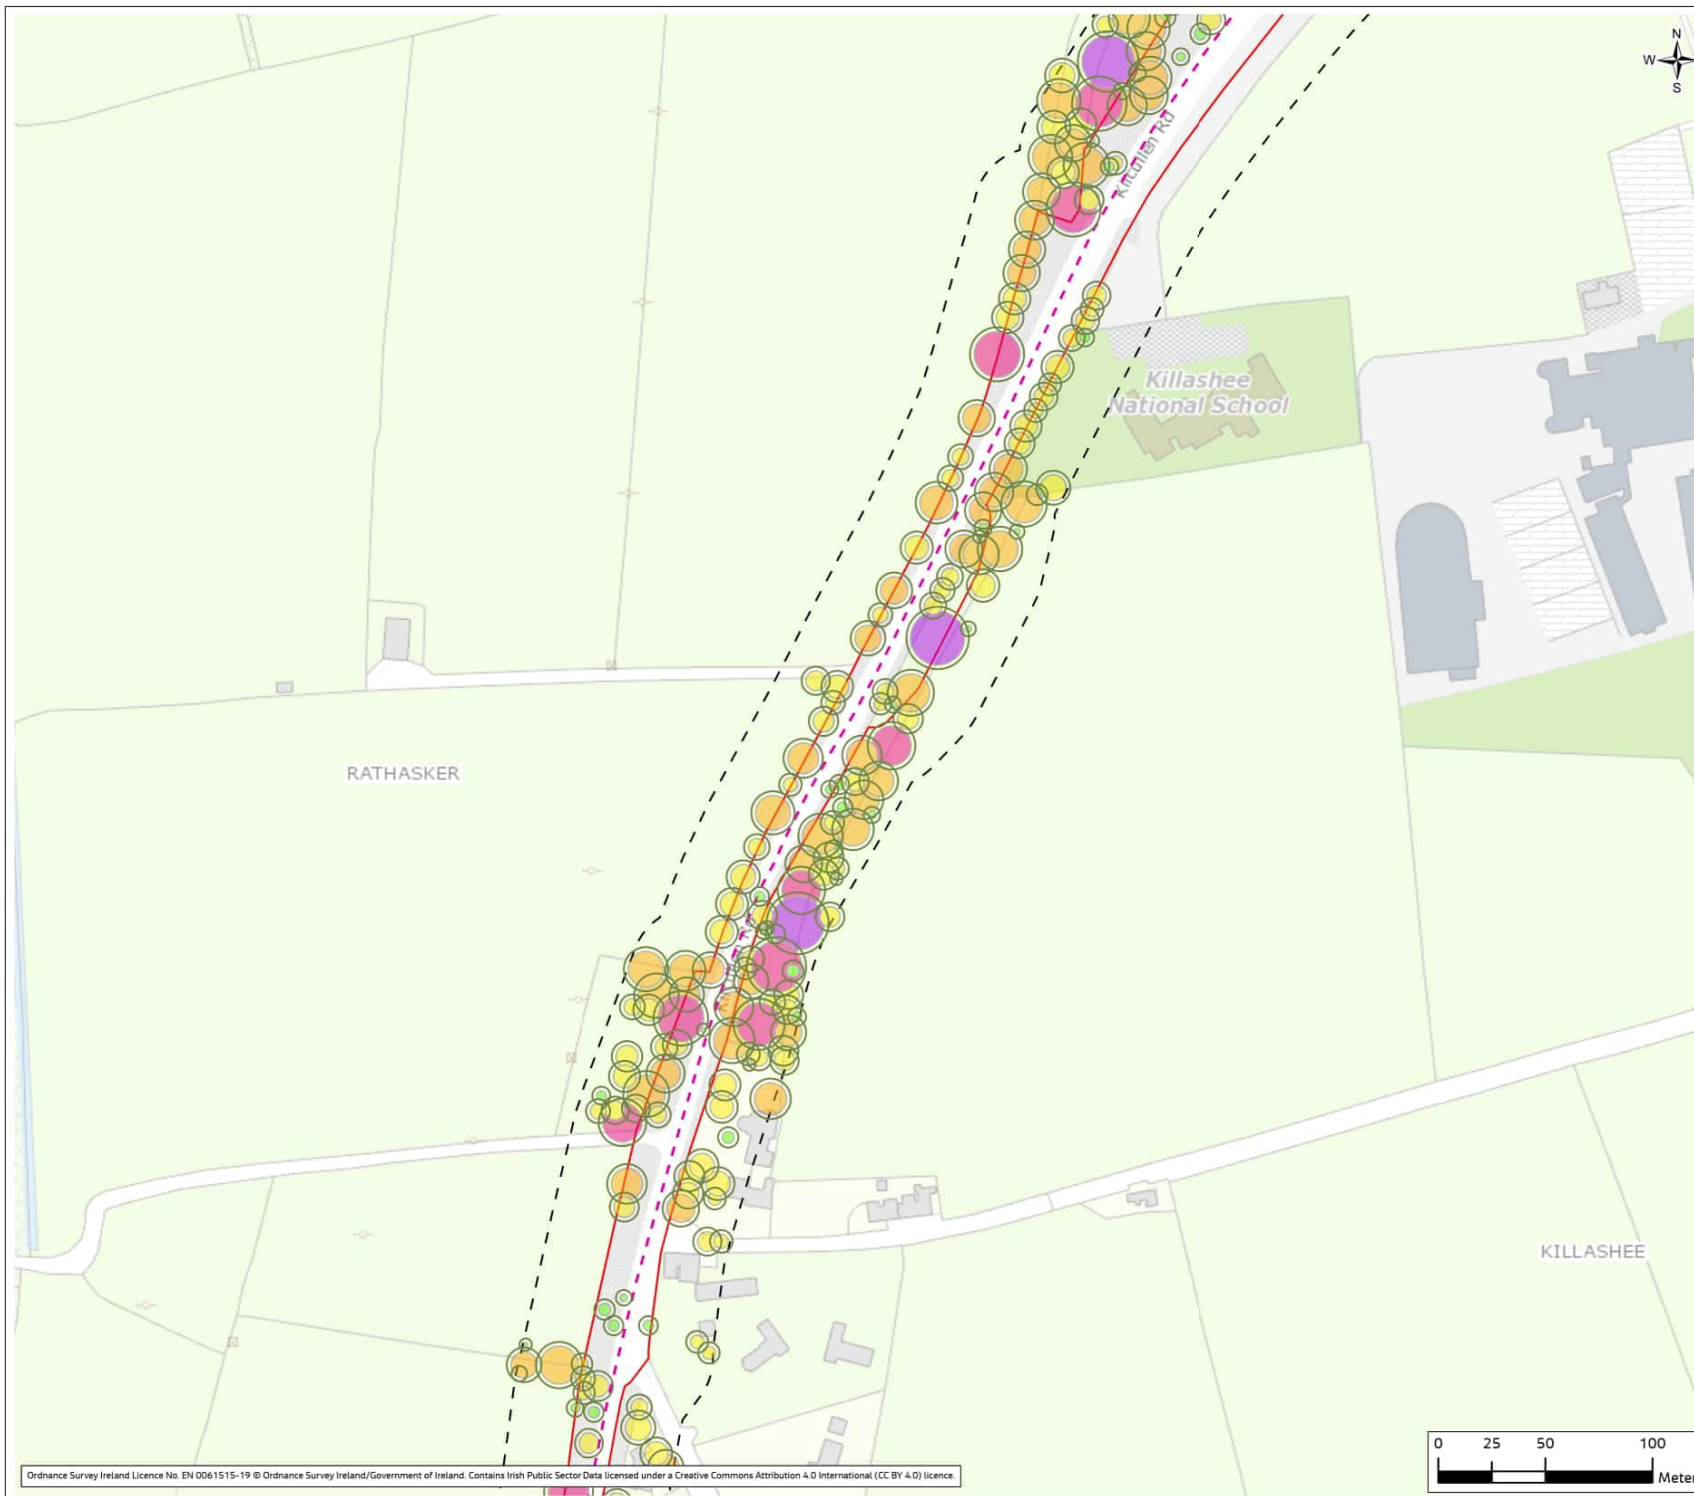 N
W
S
Kilcullen Rd
Killashee
National School
RATHASKER
KILLASHEE
0 25 50 100
Meter
Ordnance Survey Ireland Licence No. EN 0061515-19 © Ordnance Survey Ireland/Government of Ireland. Contains Irish Public Sector Data licensed under a Creative Commons Attribution 4.0 International (CC BY 4.0) licence.